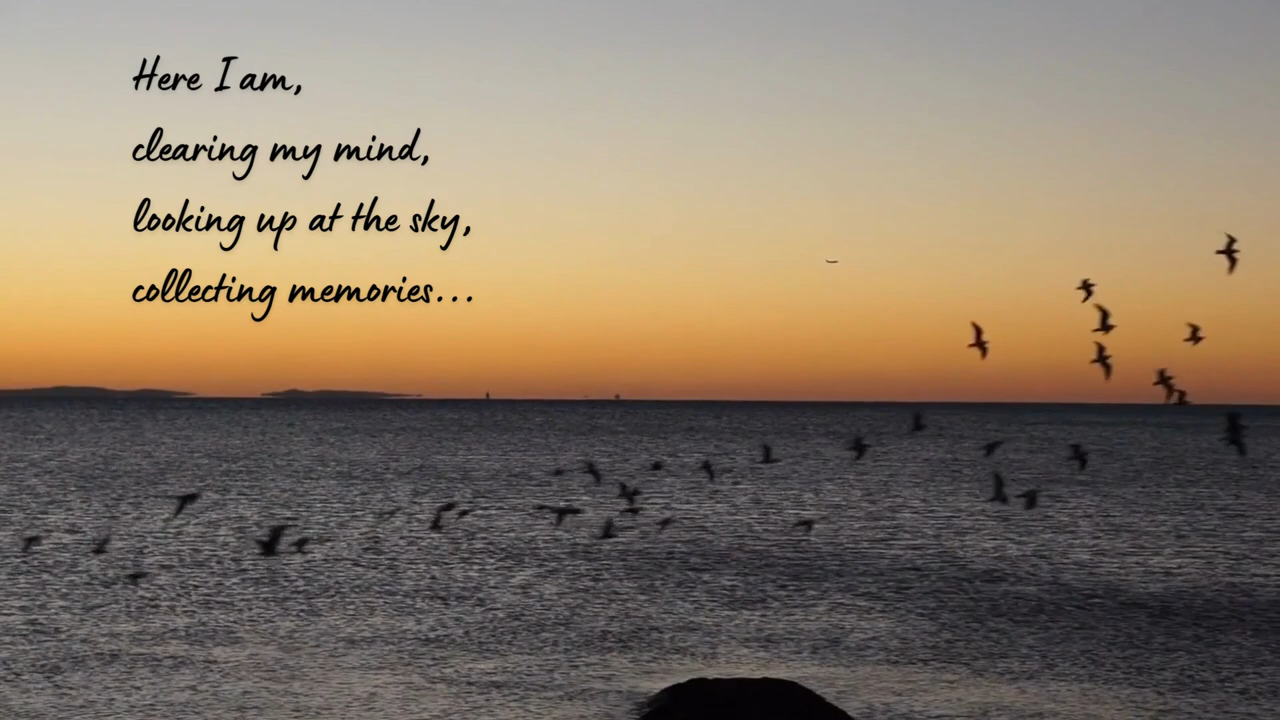 Here I am,
clearing my mind,
looking up at the sky,
collecting memories...